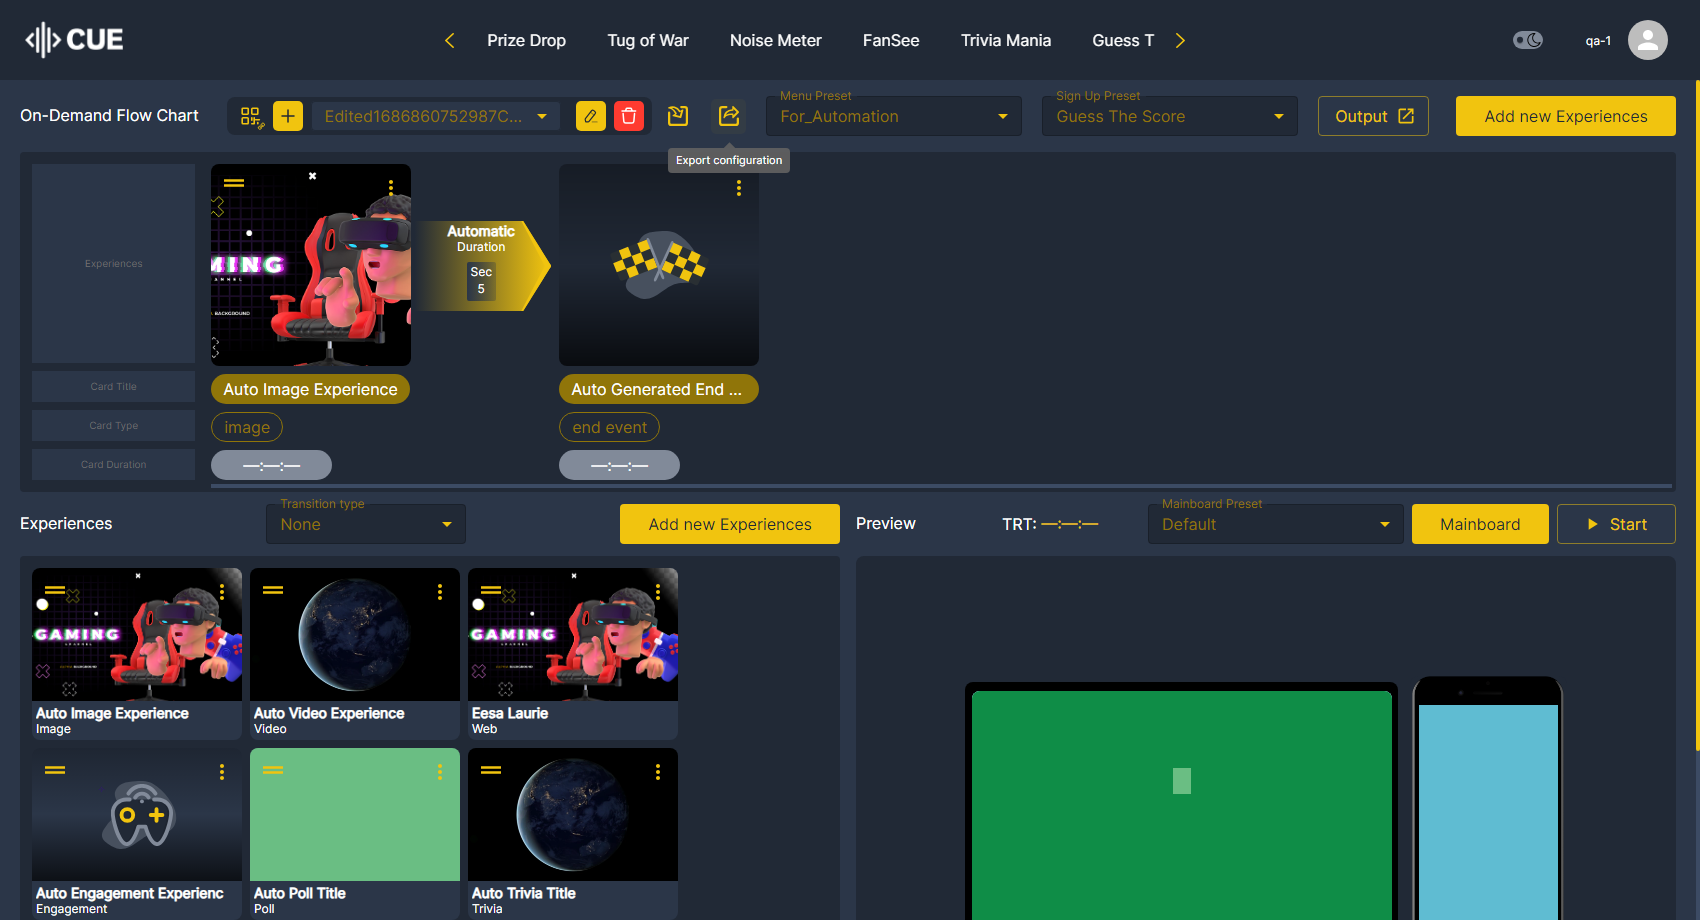 CUE
Prize Drop
Tug of War
Noise Meter
FanSee
Trivia Mania
Guess T
qa-1
On-Demand Flow Chart
Edited1686860752987C...
Menu Preset
For_Automation
Sign Up Preset
Guess The Score
Output
Add new Experiences
Export configuration
Experiences
Card Title
Card Type
Card Duration
MING
HANNEL
BACKGROUND
Automatic
Duration
Sec
5
Auto Image Experience
Auto Generated End ...
image
end event
—:—:—
—:—:—
Experiences
Transition type
None
Add new Experiences
Preview
TRT: —:—:—
Mainboard Preset
Default
Mainboard
Start
GAMING
CHANNEL
GAMING
CHANNEL
Auto Image Experience
Image
Auto Video Experience
Video
Eesa Laurie
Web
Auto Engagement Experienc
Engagement
Auto Poll Title
Poll
Auto Trivia Title
Trivia